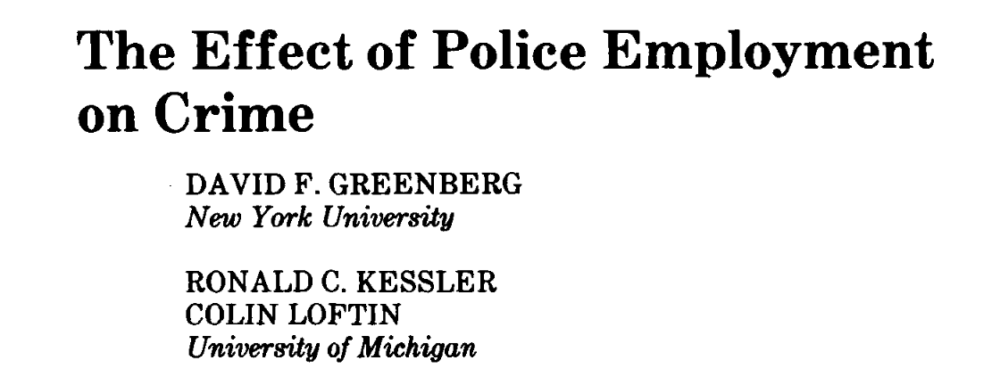 The Effect of Police Employment
on Crime
DAVID F. GREENBERG
New York University
RONALD C. KESSLER
COLIN LOFTIN
University of Michigan